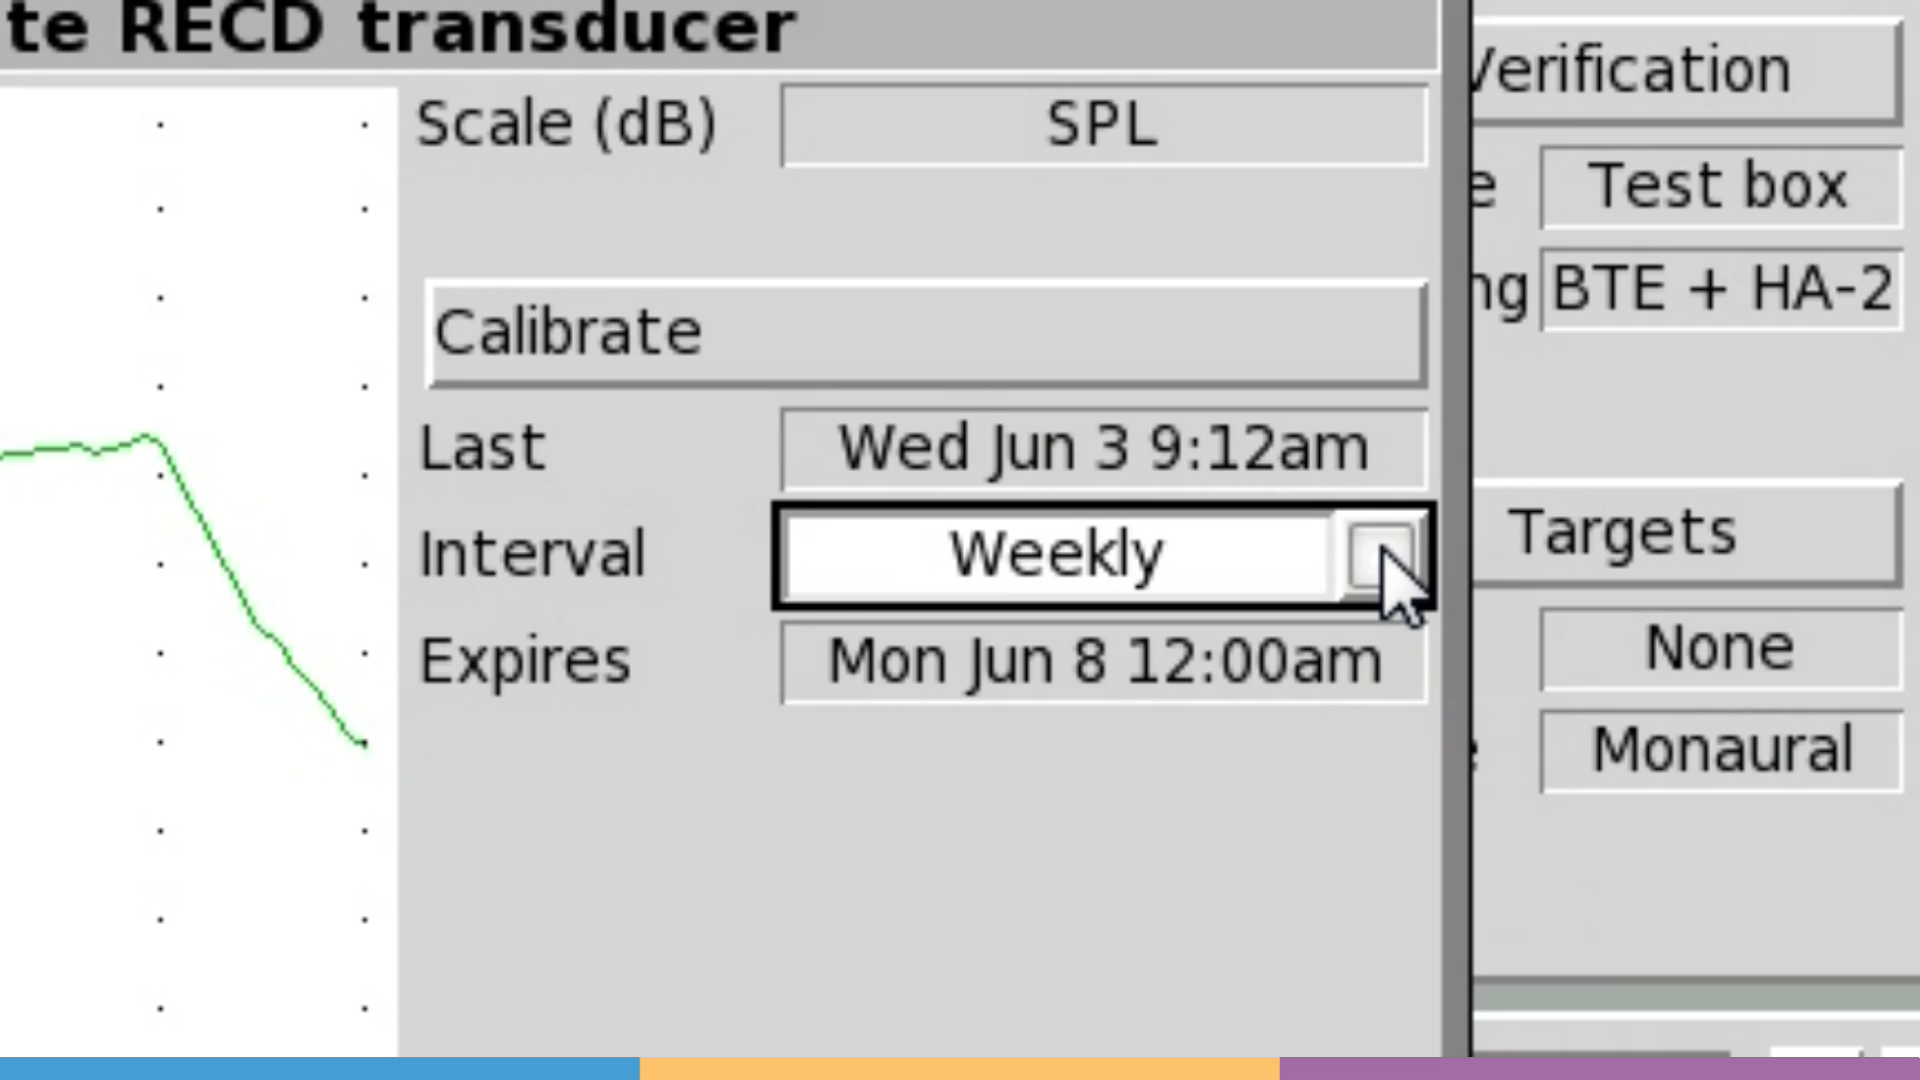 te RECD transducer
Scale (dB) SPL
Calibrate
Last Wed Jun 3 9:12am
Interval Weekly
Expires Mon Jun 8 12:00am
Verification
e Test box
ng BTE + HA-2
Targets
None
Monaural